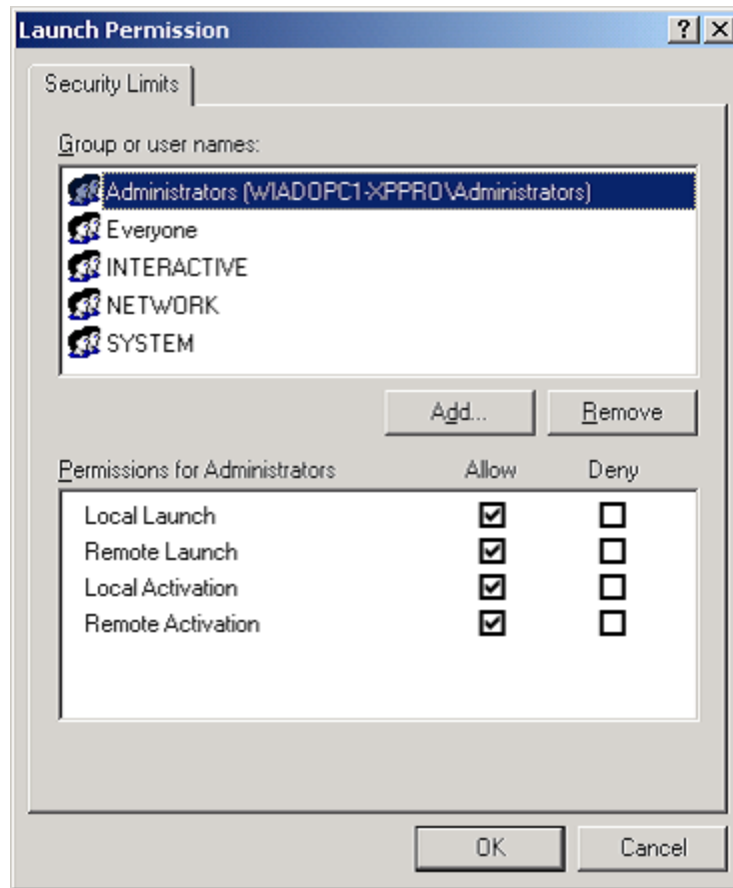 Launch Permission
Security Limits
Group or user names:
Administrators (WIADOPC1-XPPRO\Administrators)
Everyone
INTERACTIVE
NETWORK
SYSTEM
Add... Remove
Permissions for Administrators Allow Deny
Local Launch
Remote Launch
Local Activation
Remote Activation
OK Cancel